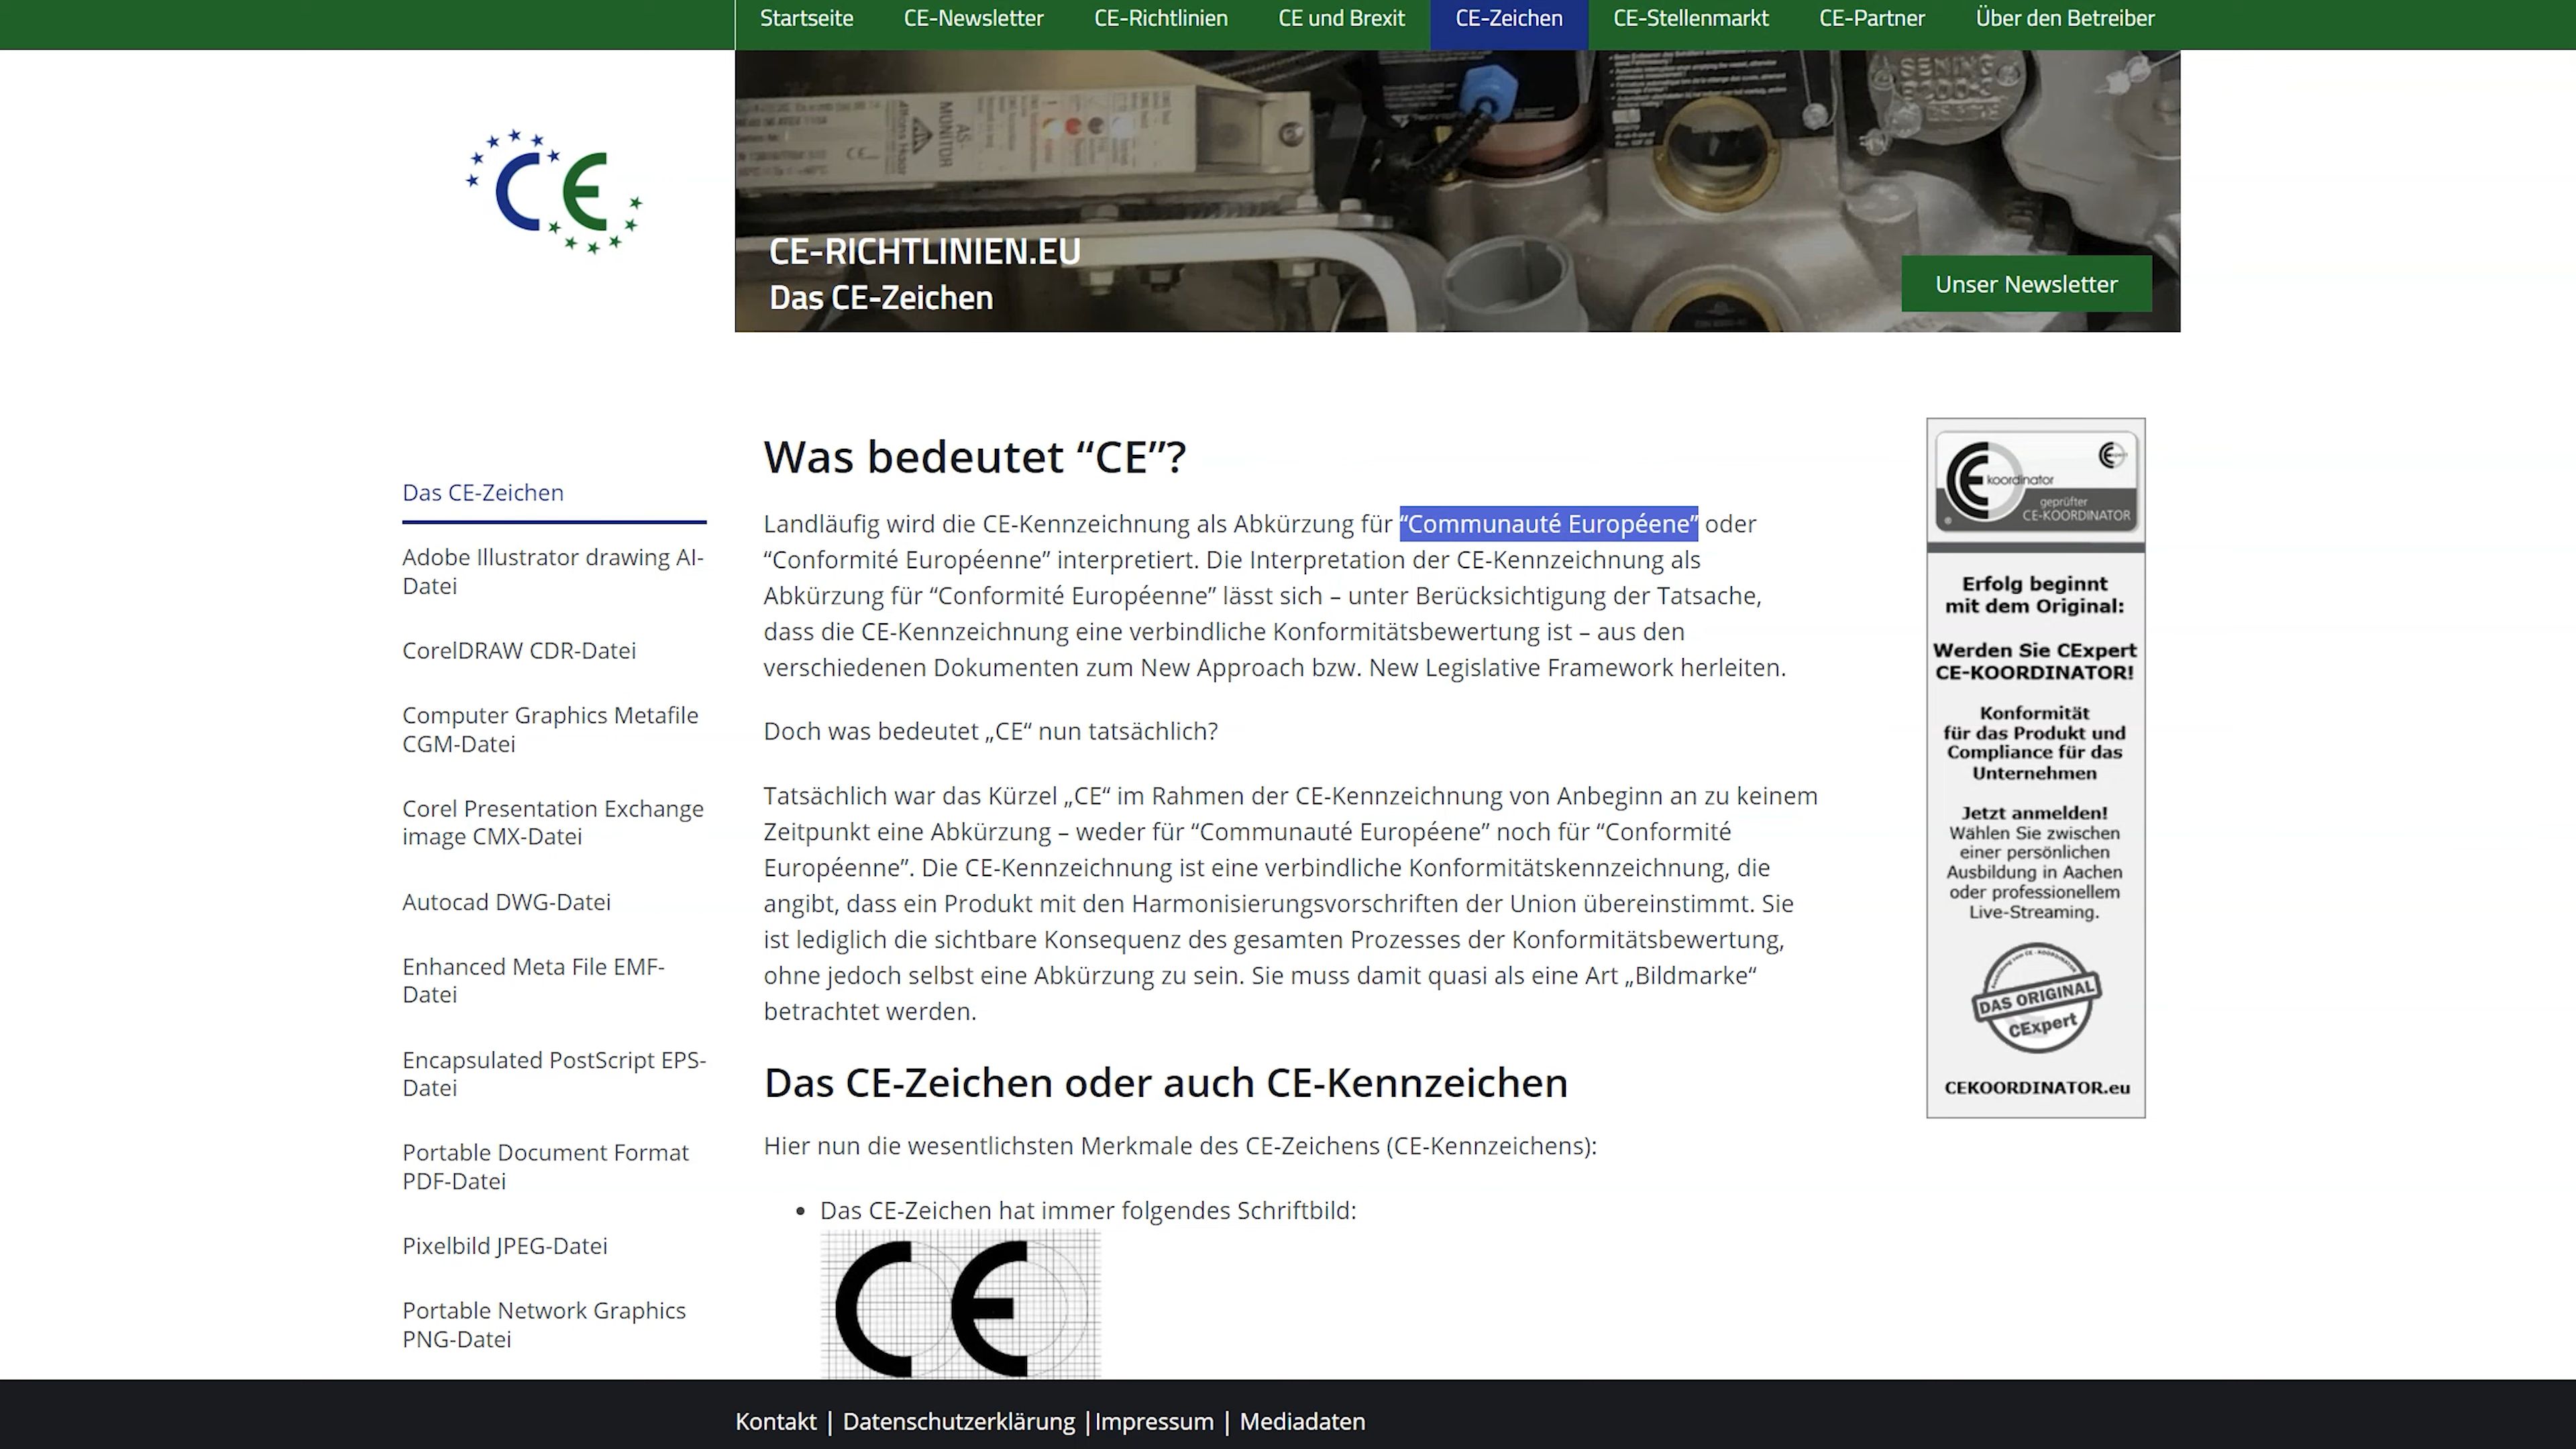 Startseite CE-Newsletter CE-Richtlinien CE und Brexit CE-Zeichen CE-Stellenmarkt CE-Partner Über den Betreiber
CE
AS-
MONITOR
SENING
CE-RICHTLINIEN.EU
Das CE-Zeichen
Unser Newsletter
Das CE-Zeichen
Adobe Illustrator drawing AI-
Datei
CorelDRAW CDR-Datei
Computer Graphics Metafile
CGM-Datei
Corel Presentation Exchange
image CMX-Datei
Autocad DWG-Datei
Enhanced Meta File EMF-
Datei
Encapsulated PostScript EPS-
Datei
Portable Document Format
PDF-Datei
Pixelbild JPEG-Datei
Portable Network Graphics
PNG-Datei
Was bedeutet “CE”?
Landläufig wird die CE-Kennzeichnung als Abkürzung für “Communauté Européene” oder
“Conformité Européenne” interpretiert. Die Interpretation der CE-Kennzeichnung als
Abkürzung für “Conformité Européenne” lässt sich – unter Berücksichtigung der Tatsache,
dass die CE-Kennzeichnung eine verbindliche Konformitätsbewertung ist – aus den
verschiedenen Dokumenten zum New Approach bzw. New Legislative Framework herleiten.
Doch was bedeutet „CE“ nun tatsächlich?
Tatsächlich war das Kürzel „CE“ im Rahmen der CE-Kennzeichnung von Anbeginn an zu keinem
Zeitpunkt eine Abkürzung – weder für “Communauté Européene” noch für “Conformité
Européenne”. Die CE-Kennzeichnung ist eine verbindliche Konformitätskennzeichnung, die
angibt, dass ein Produkt mit den Harmonisierungsvorschriften der Union übereinstimmt. Sie
ist lediglich die sichtbare Konsequenz des gesamten Prozesses der Konformitätsbewertung,
ohne jedoch selbst eine Abkürzung zu sein. Sie muss damit quasi als eine Art „Bildmarke“
betrachtet werden.
Das CE-Zeichen oder auch CE-Kennzeichen
Hier nun die wesentlichsten Merkmale des CE-Zeichens (CE-Kennzeichens):
• Das CE-Zeichen hat immer folgendes Schriftbild:
CE
CE koordinator
geprüfter
CE-KOORDINATOR
Erfolg beginnt
mit dem Original:
Werden Sie CExpert
CE-KOORDINATOR!
Konformität
für das Produkt und
Compliance für das
Unternehmen
Jetzt anmelden!
Wählen Sie zwischen
einer persönlichen
Ausbildung in Aachen
oder professionellem
Live-Streaming.
DAS ORIGINAL
CExpert
CEKOORDINATOR.eu
Kontakt | Datenschutzerklärung |Impressum | Mediadaten